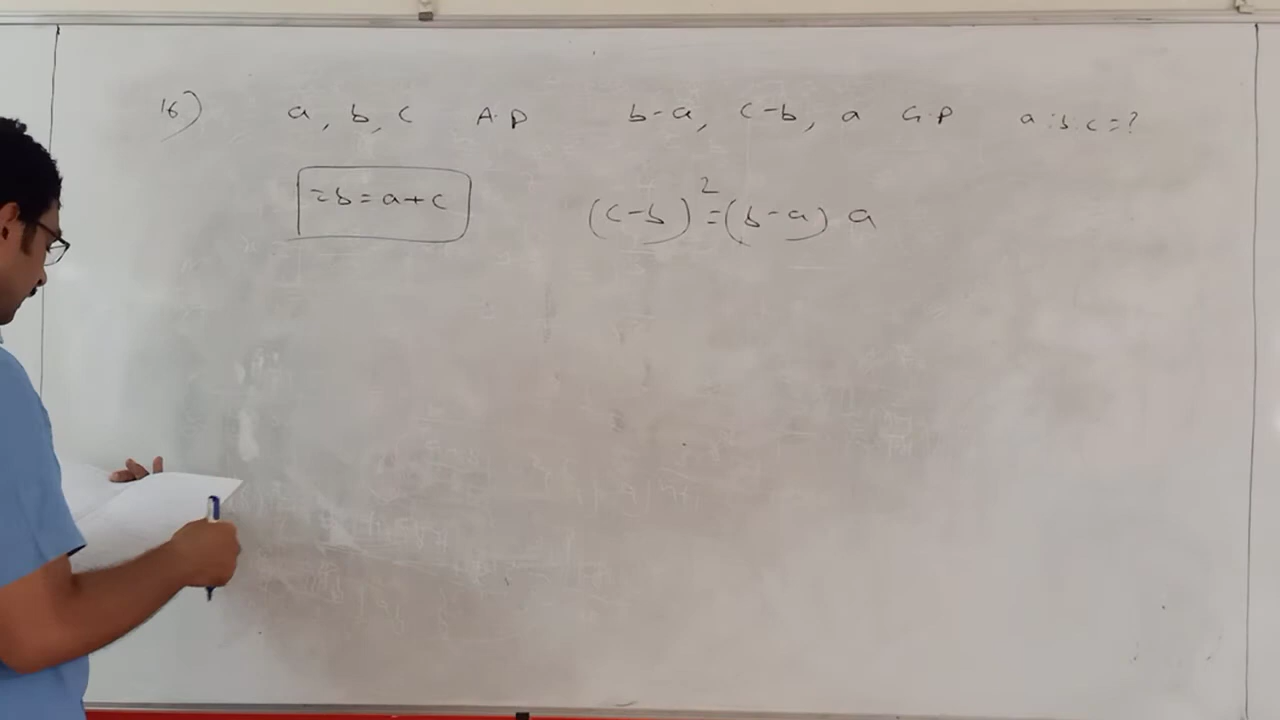 16) a, b, c A.P b-a, c-b, a G.P a:b:c=?
2b=a+c (c-b)²=(b-a) a